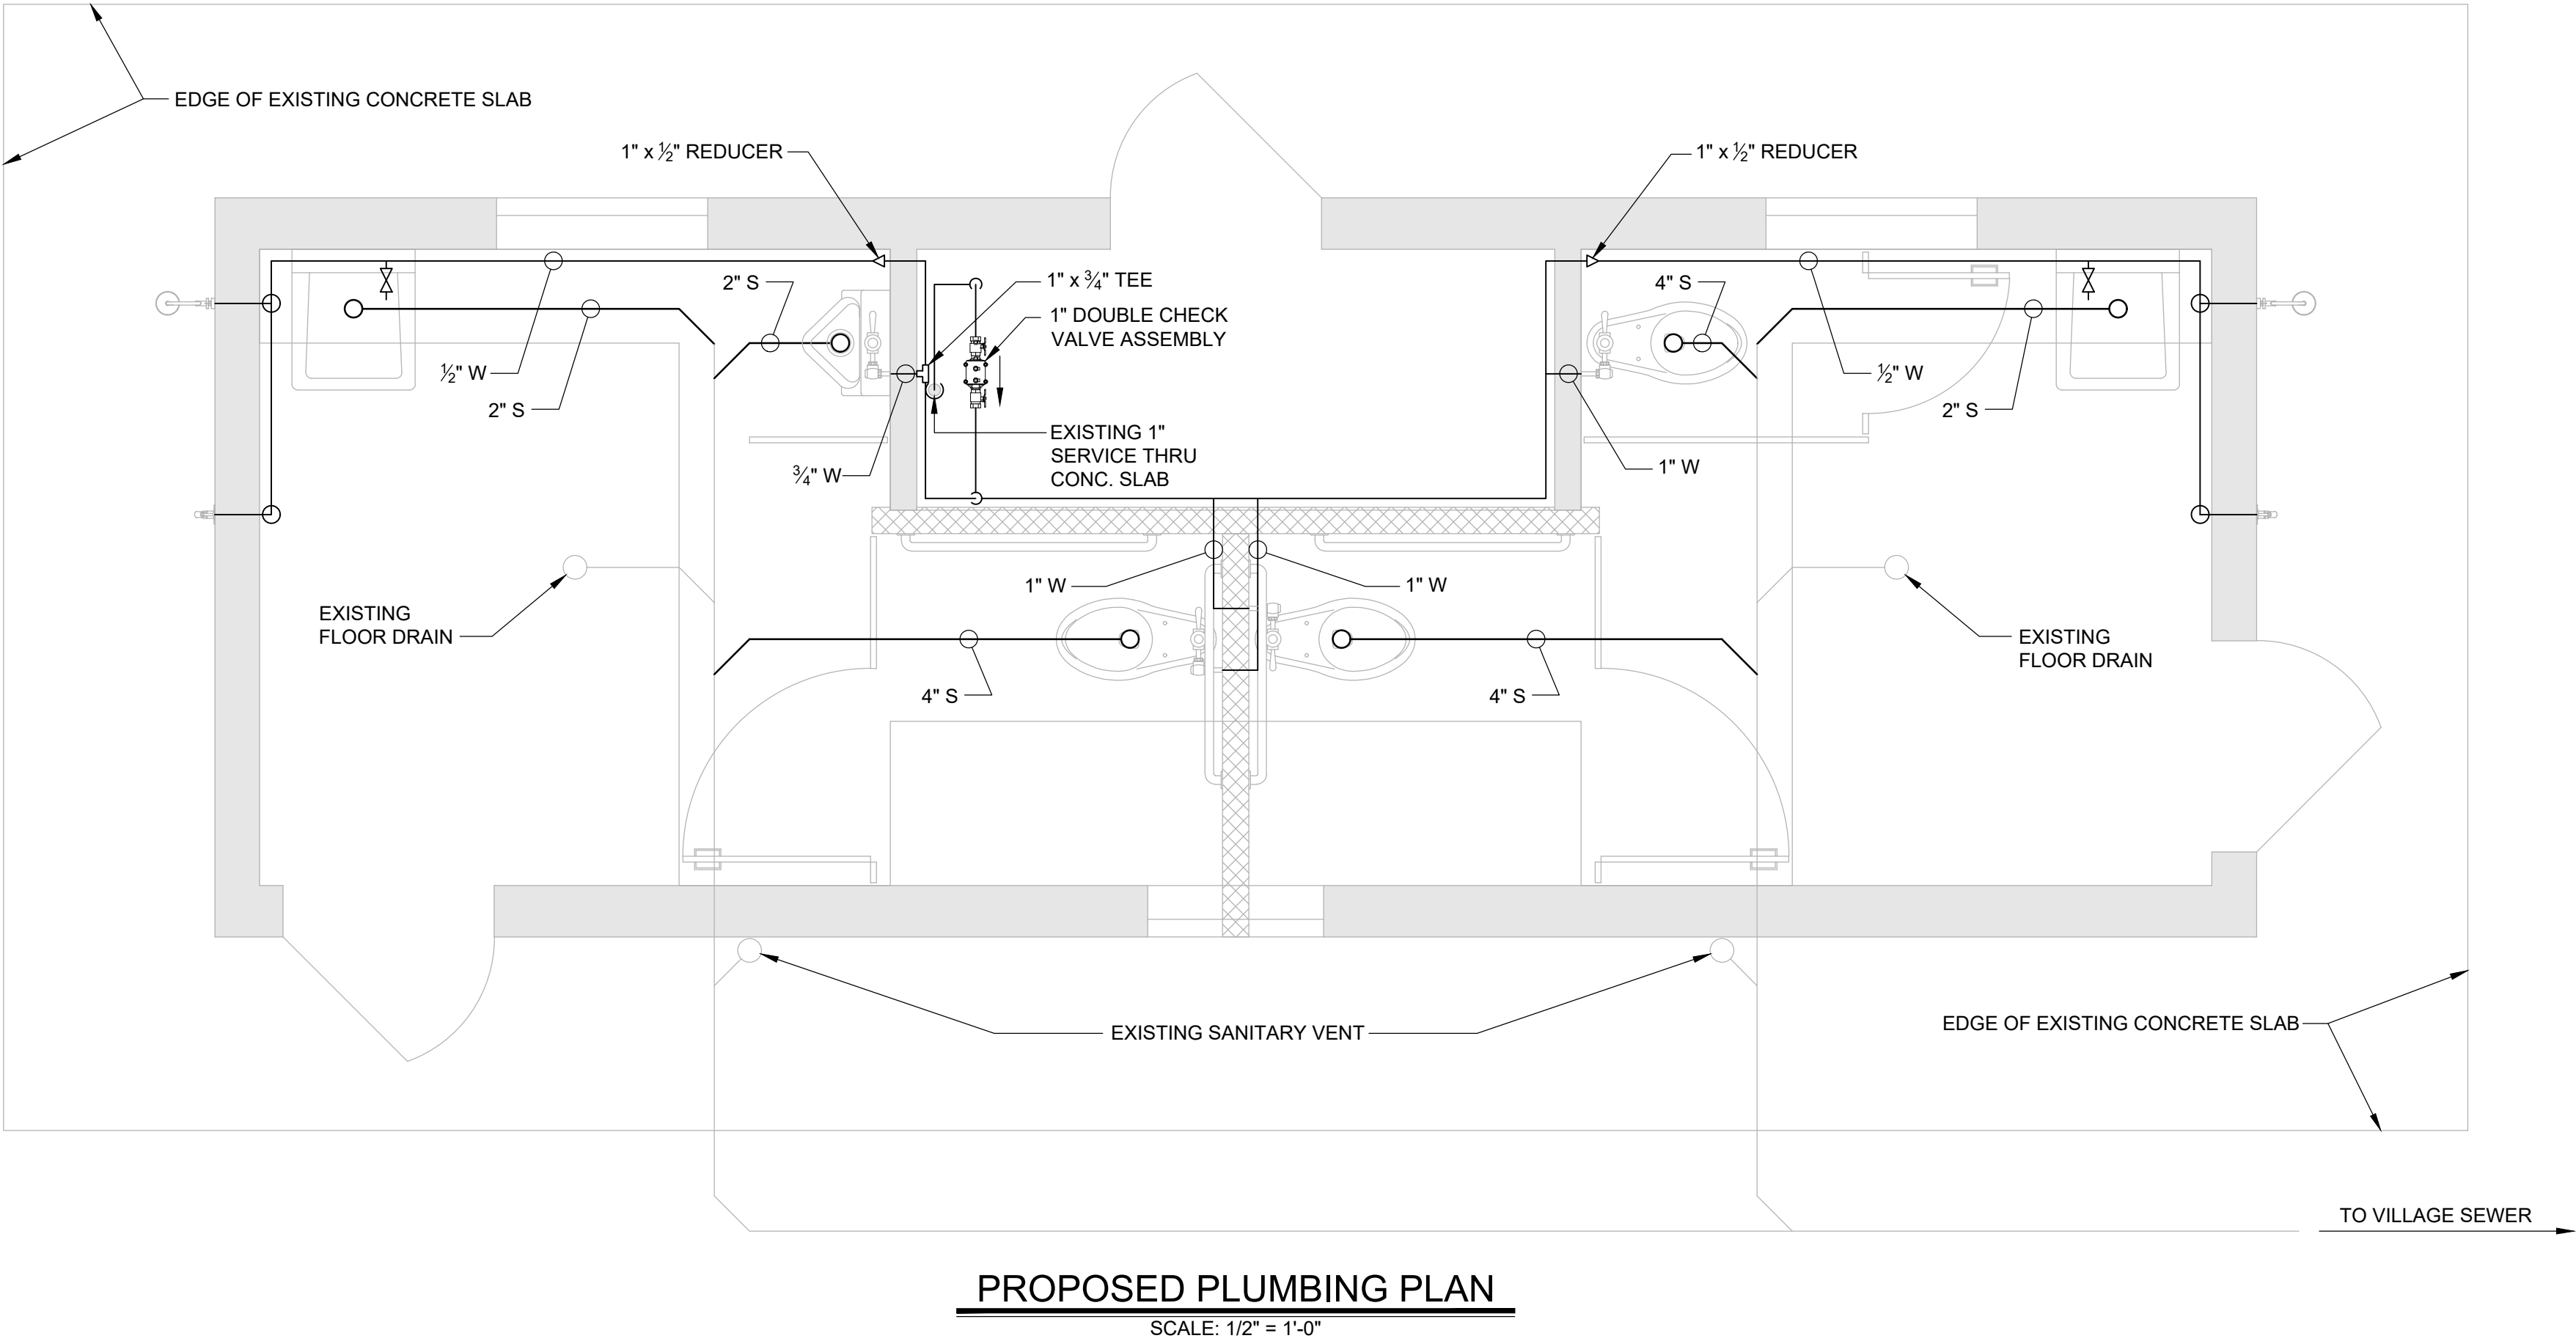 EDGE OF EXISTING CONCRETE SLAB
1" x ½" REDUCER
1" x ½" REDUCER
2" S
1" x ¾" TEE
4" S
1" DOUBLE CHECK
VALVE ASSEMBLY
½" W
½" W
2" S
2" S
EXISTING 1"
SERVICE THRU
CONC. SLAB
¾" W
1" W
1" W
1" W
EXISTING
FLOOR DRAIN
EXISTING
FLOOR DRAIN
4" S
4" S
EXISTING SANITARY VENT
EDGE OF EXISTING CONCRETE SLAB
TO VILLAGE SEWER
PROPOSED PLUMBING PLAN
SCALE: 1/2" = 1'-0"